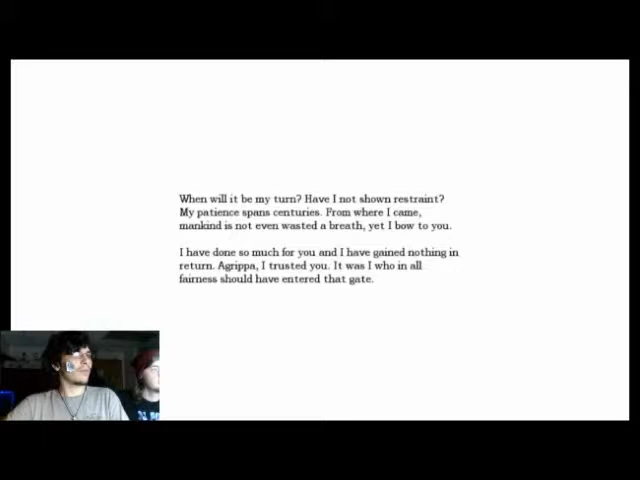 When will it be my turn? Have I not shown restraint?
My patience spans centuries. From where I came,
mankind is not even wasted a breath, yet I bow to you.
I have done so much for you and I have gained nothing in
return. Agrippa, I trusted you. It was I who in all
fairness should have entered that gate.